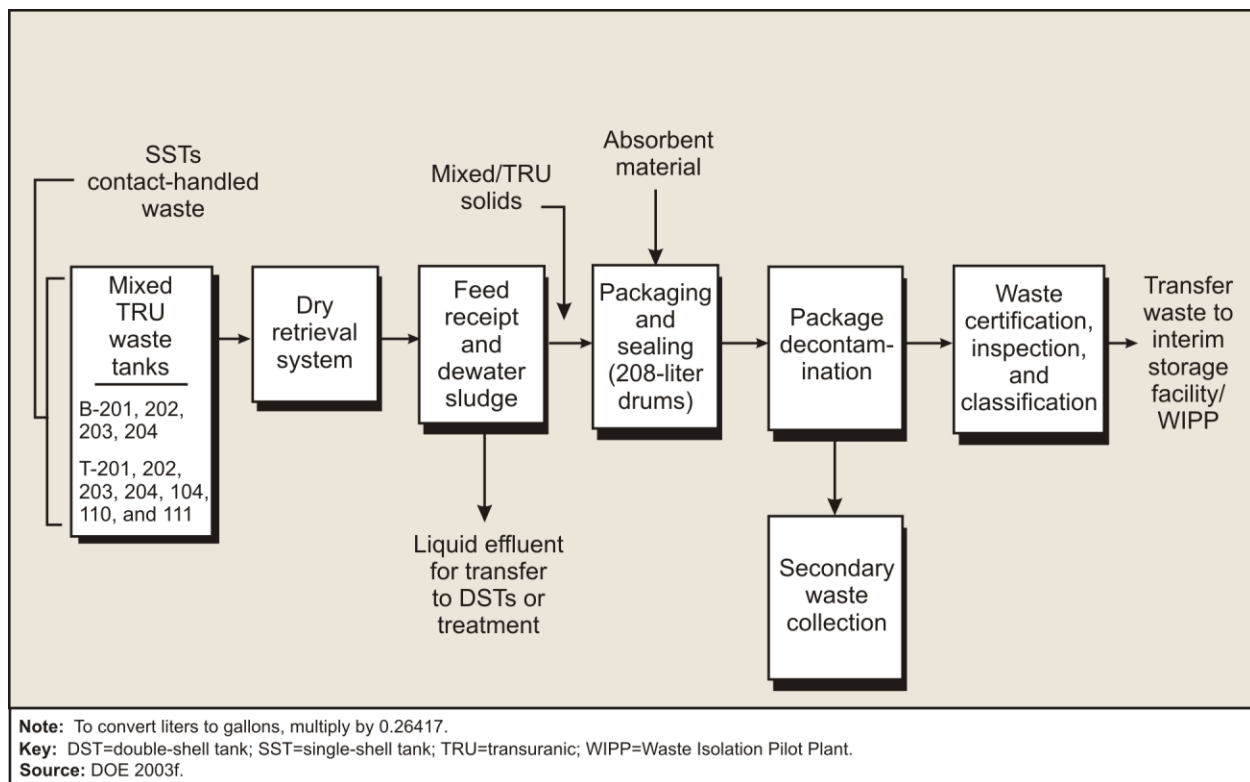 SSTs
contact-handled
waste
Mixed
TRU
waste
tanks
B-201, 202,
203, 204
T-201, 202,
203, 204, 104,
110, and 111
Dry
retrieval
system
Feed
receipt
and
dewater
sludge
Liquid effluent
for transfer
to DSTs or
treatment
Mixed/TRU
solids
Absorbent
material
Packaging
and
sealing
(208-liter
drums)
Package
decontam-
ination
Secondary
waste
collection
Waste
certification,
inspection,
and
classification
Transfer
waste to
interim
storage
facility/
WIPP
Note: To convert liters to gallons, multiply by 0.26417.
Key: DST=double-shell tank; SST=single-shell tank; TRU=transuranic; WIPP=Waste Isolation Pilot Plant.
Source: DOE 2003f.